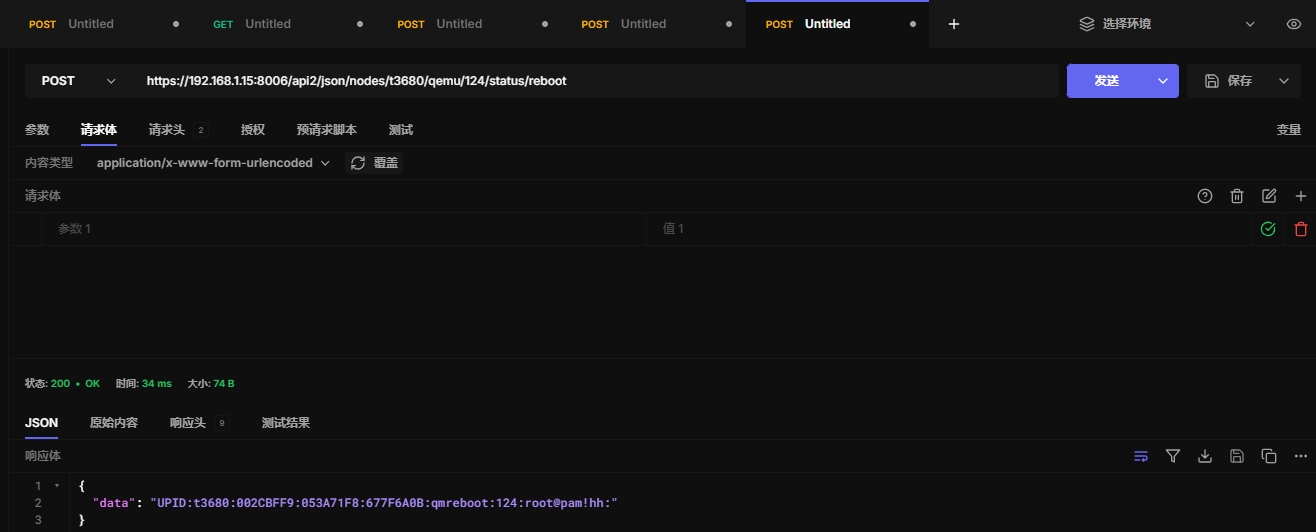 POST Untitled GET Untitled POST Untitled POST Untitled POST Untitled 选择环境
POST https://192.168.1.15:8006/api2/json/nodes/t3680/qemu/124/status/reboot 发送 保存
参数 请求体 请求头 2 授权 预请求脚本 测试 变量
内容类型 application/x-www-form-urlencoded 覆盖
请求体
参数 1 值 1
状态: 200 • OK 时间: 34 ms 大小: 74 B
JSON 原始内容 响应头 9 测试结果
响应体
1 {
2 "data": "UPID:t3680:002CBFF9:053A71F8:677F6A0B:qmreboot:124:root@pam!hh:"
3 }